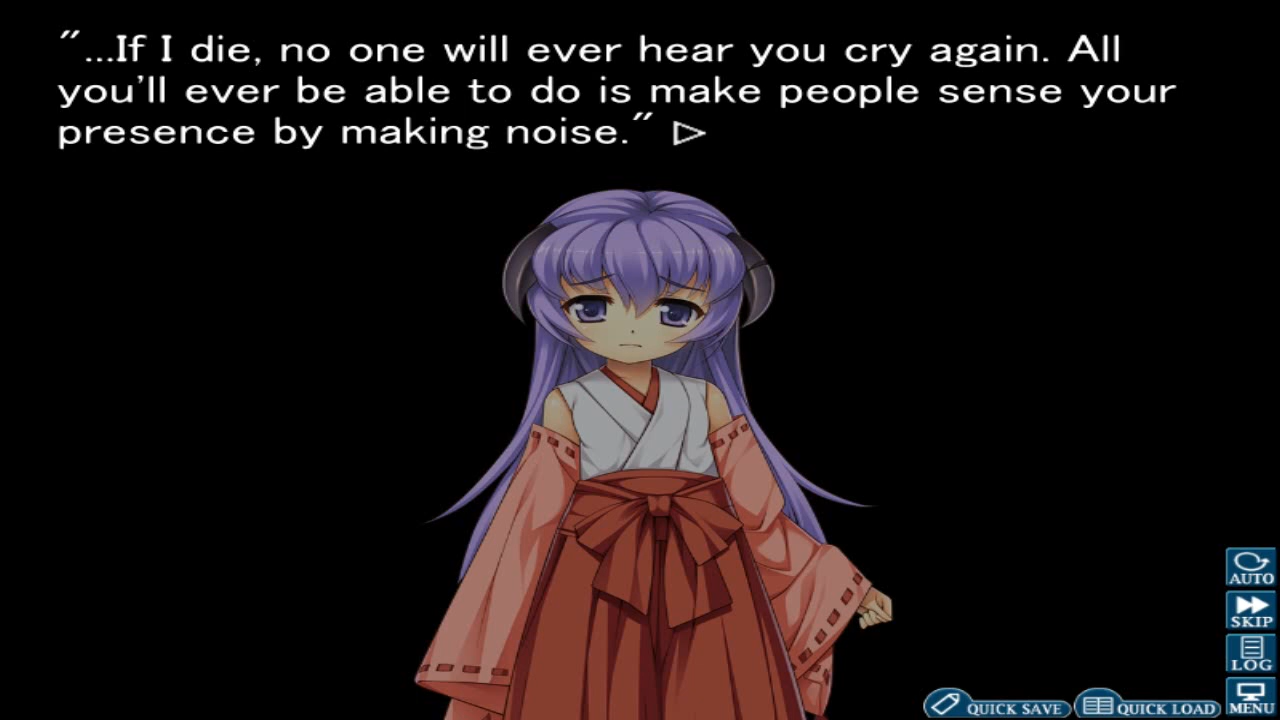 "...If I die, no one will ever hear you cry again. All
you'll ever be able to do is make people sense your
presence by making noise." ▷
AUTO
SKIP
LOG
QUICK SAVE
QUICK LOAD
MENU